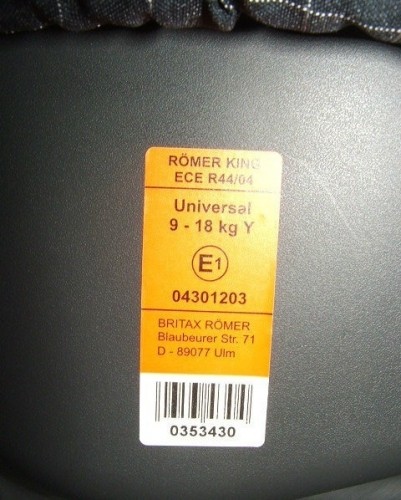 RÖMER KING
ECE R44/04
Universal
9 - 18 kg Y
E1
04301203
BRITAX RÖMER
Blaubeurer Str. 71
D - 89077 Ulm
0353430